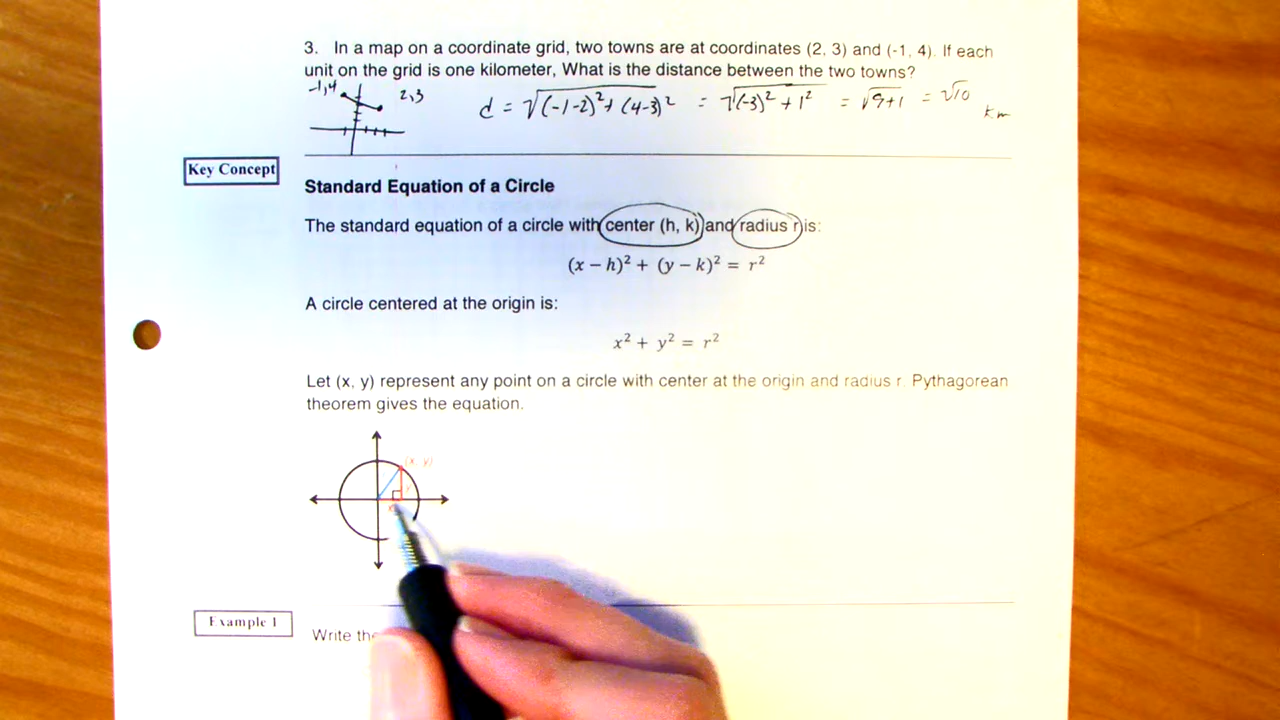 3. In a map on a coordinate grid, two towns are at coordinates (2, 3) and (-1, 4). If each
unit on the grid is one kilometer, What is the distance between the two towns?
-1,4
2,3
d = √(-1-2)²+(4-3)² = √(-3)²+1² = √9+1 = √10 km
Key Concept
Standard Equation of a Circle
The standard equation of a circle with center (h, k) and radius r is:
(x − h)² + (y − k)² = r²
A circle centered at the origin is:
x² + y² = r²
Let (x, y) represent any point on a circle with center at the origin and radius r. Pythagorean
theorem gives the equation.
(x, y)
Example 1
Write the